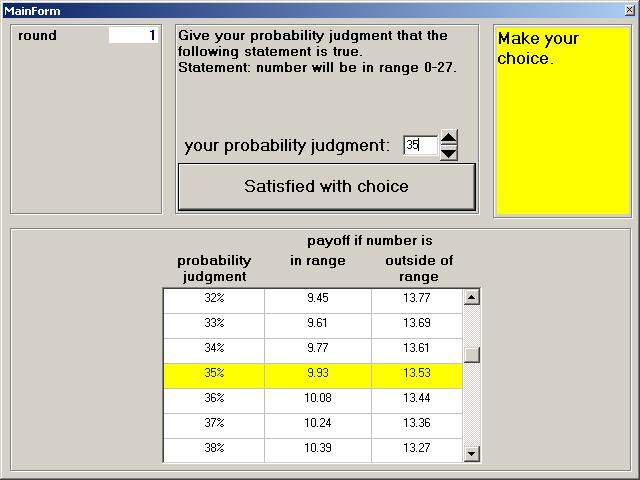 MainForm
round 1
Give your probability judgment that the
following statement is true.
Statement: number will be in range 0-27.
your probability judgment: 35
Satisfied with choice
Make your
choice.
payoff if number is
probability in range outside of
judgment range
32% 9.45 13.77
33% 9.61 13.69
34% 9.77 13.61
35% 9.93 13.53
36% 10.08 13.44
37% 10.24 13.36
38% 10.39 13.27